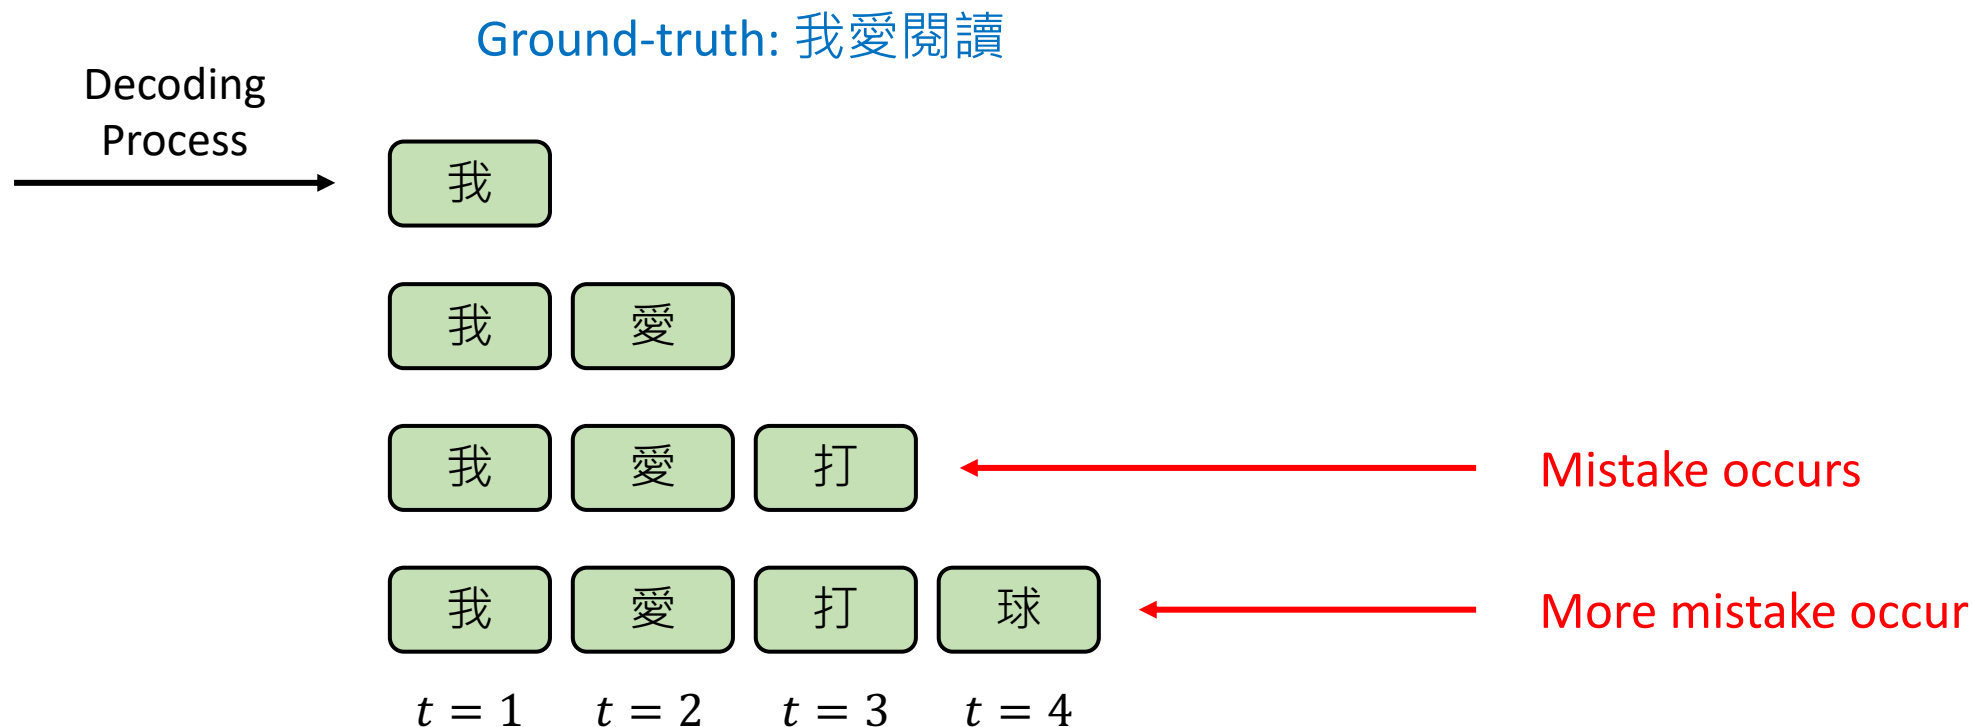 Ground-truth: 我愛閱讀
Decoding
Process
我
我 愛
我 愛 打
Mistake occurs
我 愛 打 球
More mistake occur
t = 1 t = 2 t = 3 t = 4